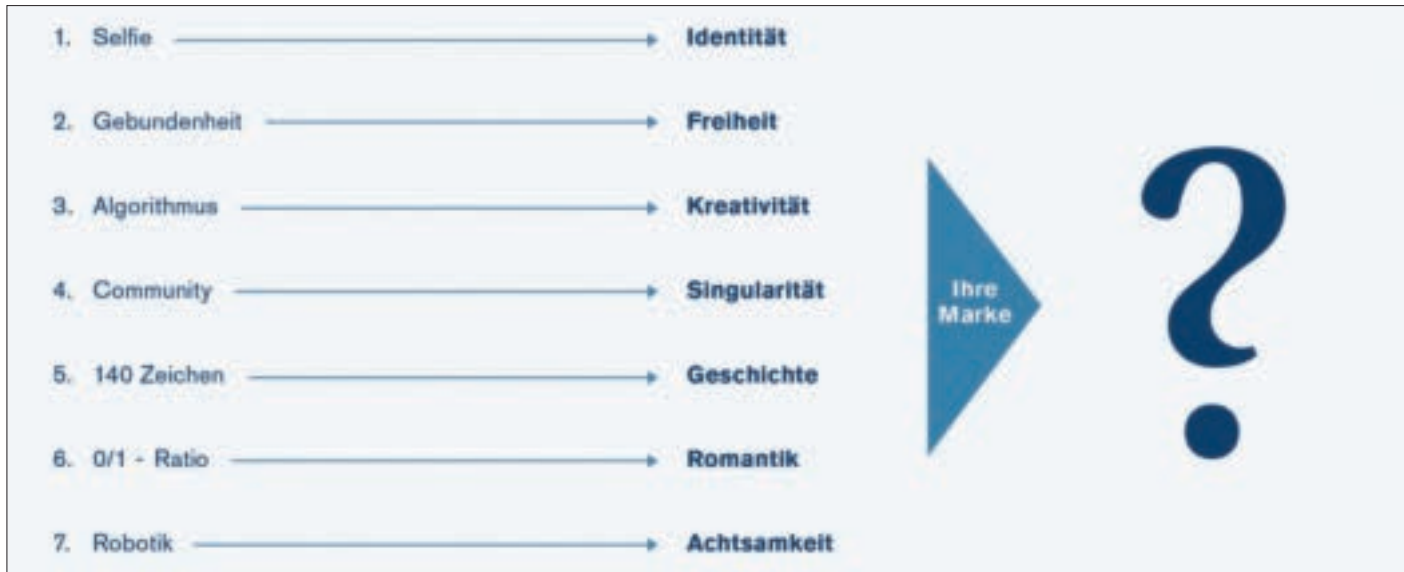 1. Selfie Identität
2. Gebundenheit Freiheit
3. Algorithmus Kreativität
4. Community Singularität
5. 140 Zeichen Geschichte
6. 0/1 - Ratio Romantik
7. Robotik Achtsamkeit
Ihre
Marke
?